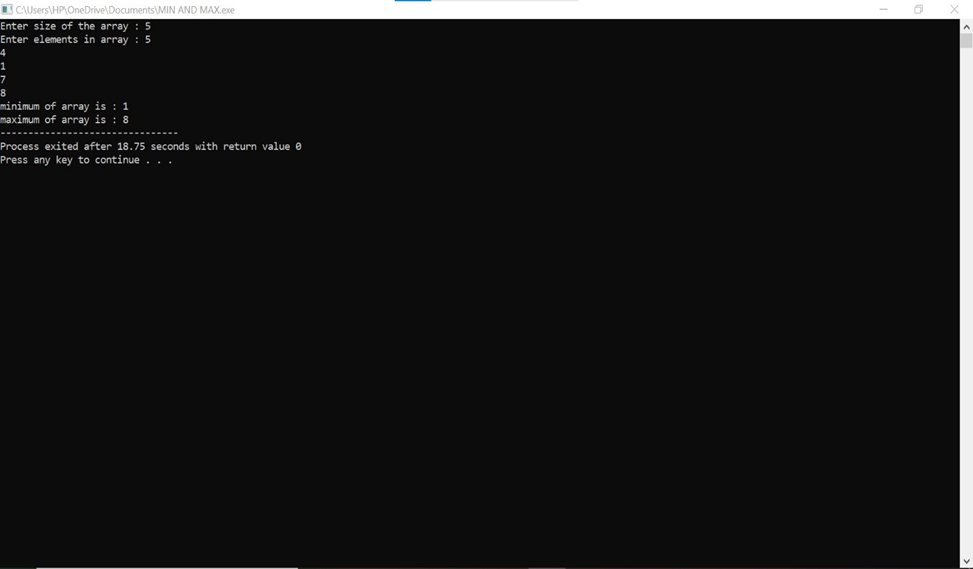 C:\Users\HP\OneDrive\Documents\MIN AND MAX.exe
Enter size of the array : 5
Enter elements in array : 5
4
1
7
8
minimum of array is : 1
maximum of array is : 8
--------------------------------
Process exited after 18.75 seconds with return value 0
Press any key to continue . . .